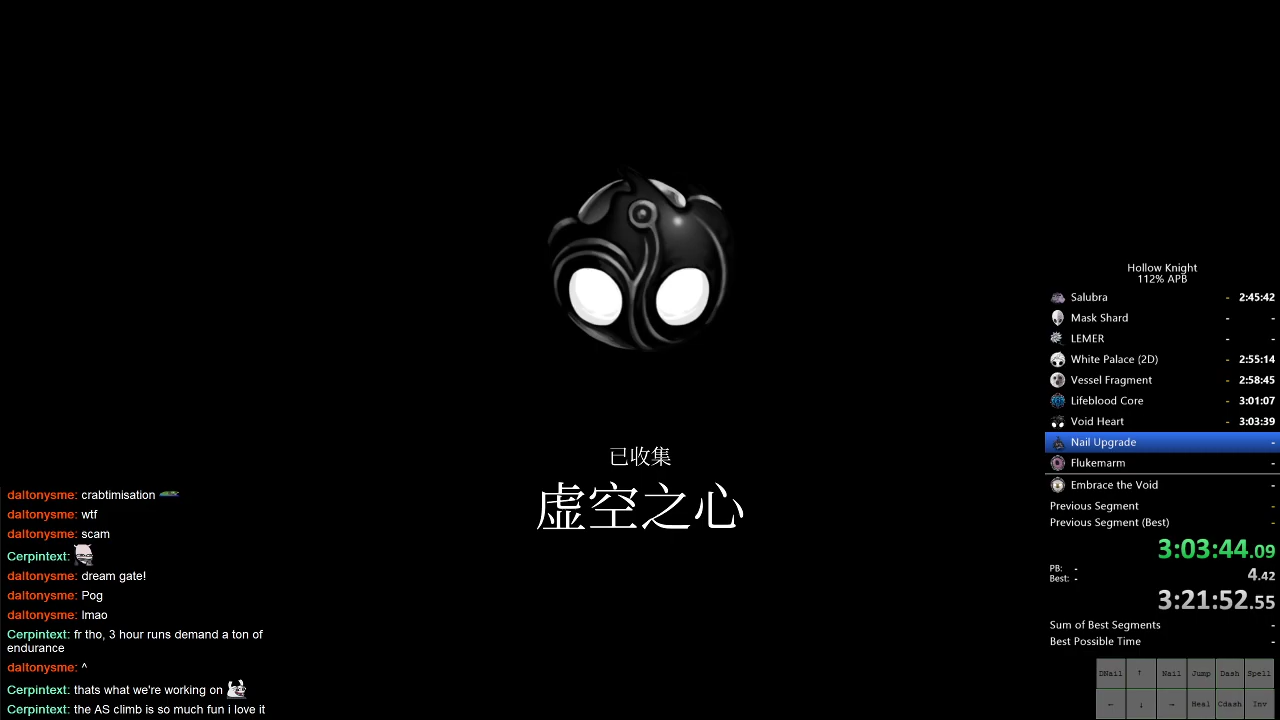 已收集
虚空之心
Hollow Knight
112% APB
Salubra - 2:45:42
Mask Shard - -
LEMER - -
White Palace (2D) - 2:55:14
Vessel Fragment - 2:58:45
Lifeblood Core - 3:01:07
Void Heart - 3:03:39
Nail Upgrade -
Flukemarm -
Embrace the Void -
Previous Segment -
Previous Segment (Best) -
3:03:44.09
PB: -
Best: - 4.42
3:21:52.55
Sum of Best Segments -
Best Possible Time -
DNail ↑ Nail Jump Dash Spell
← ↓ → Heal Cdash Inv
daltonysme: crabtimisation
daltonysme: wtf
daltonysme: scam
Cerpintext:
daltonysme: dream gate!
daltonysme: Pog
daltonysme: lmao
Cerpintext: fr tho, 3 hour runs demand a ton of
endurance
daltonysme: ^
Cerpintext: thats what we're working on
Cerpintext: the AS climb is so much fun i love it